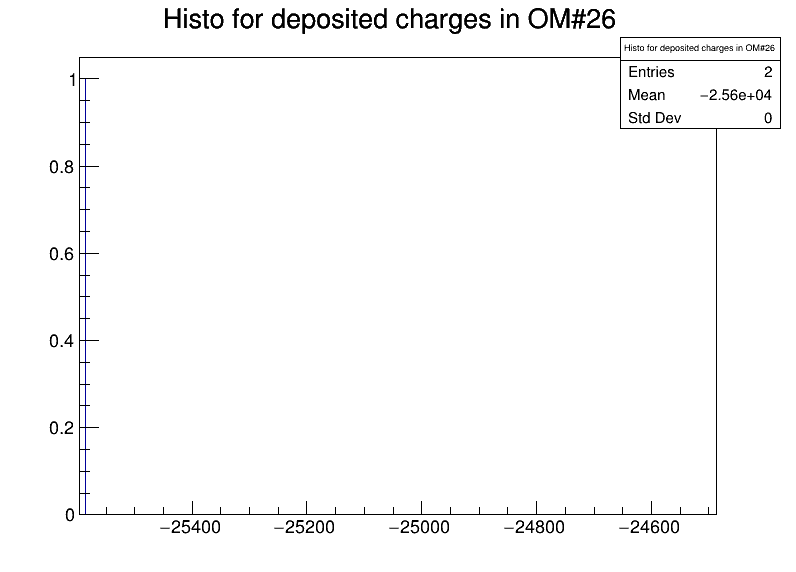 Histo for deposited charges in OM#26
Histo for deposited charges in OM#26
Entries 2
Mean −2.56e+04
Std Dev 0
1
0.8
0.6
0.4
0.2
0
−25400 −25200 −25000 −24800 −24600